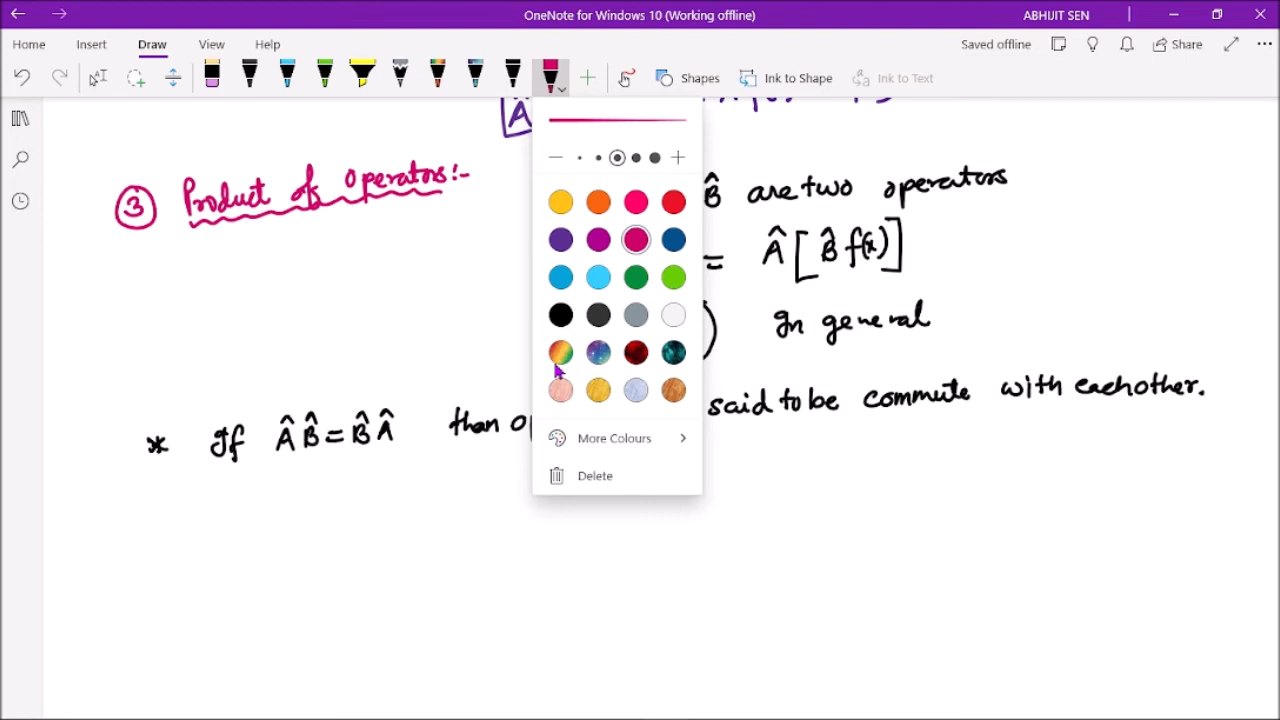 OneNote for Windows 10 (Working offline)
ABHIJIT SEN
Home Insert Draw View Help
Saved offline
Share
Shapes
Ink to Shape
Ink to Text
③ Product of Operators:-
B̂ are two operators
= Â [B̂ f(x)]
In general
* If ÂB̂ = B̂Â than
said to be commute with eachother.
More Colours
Delete